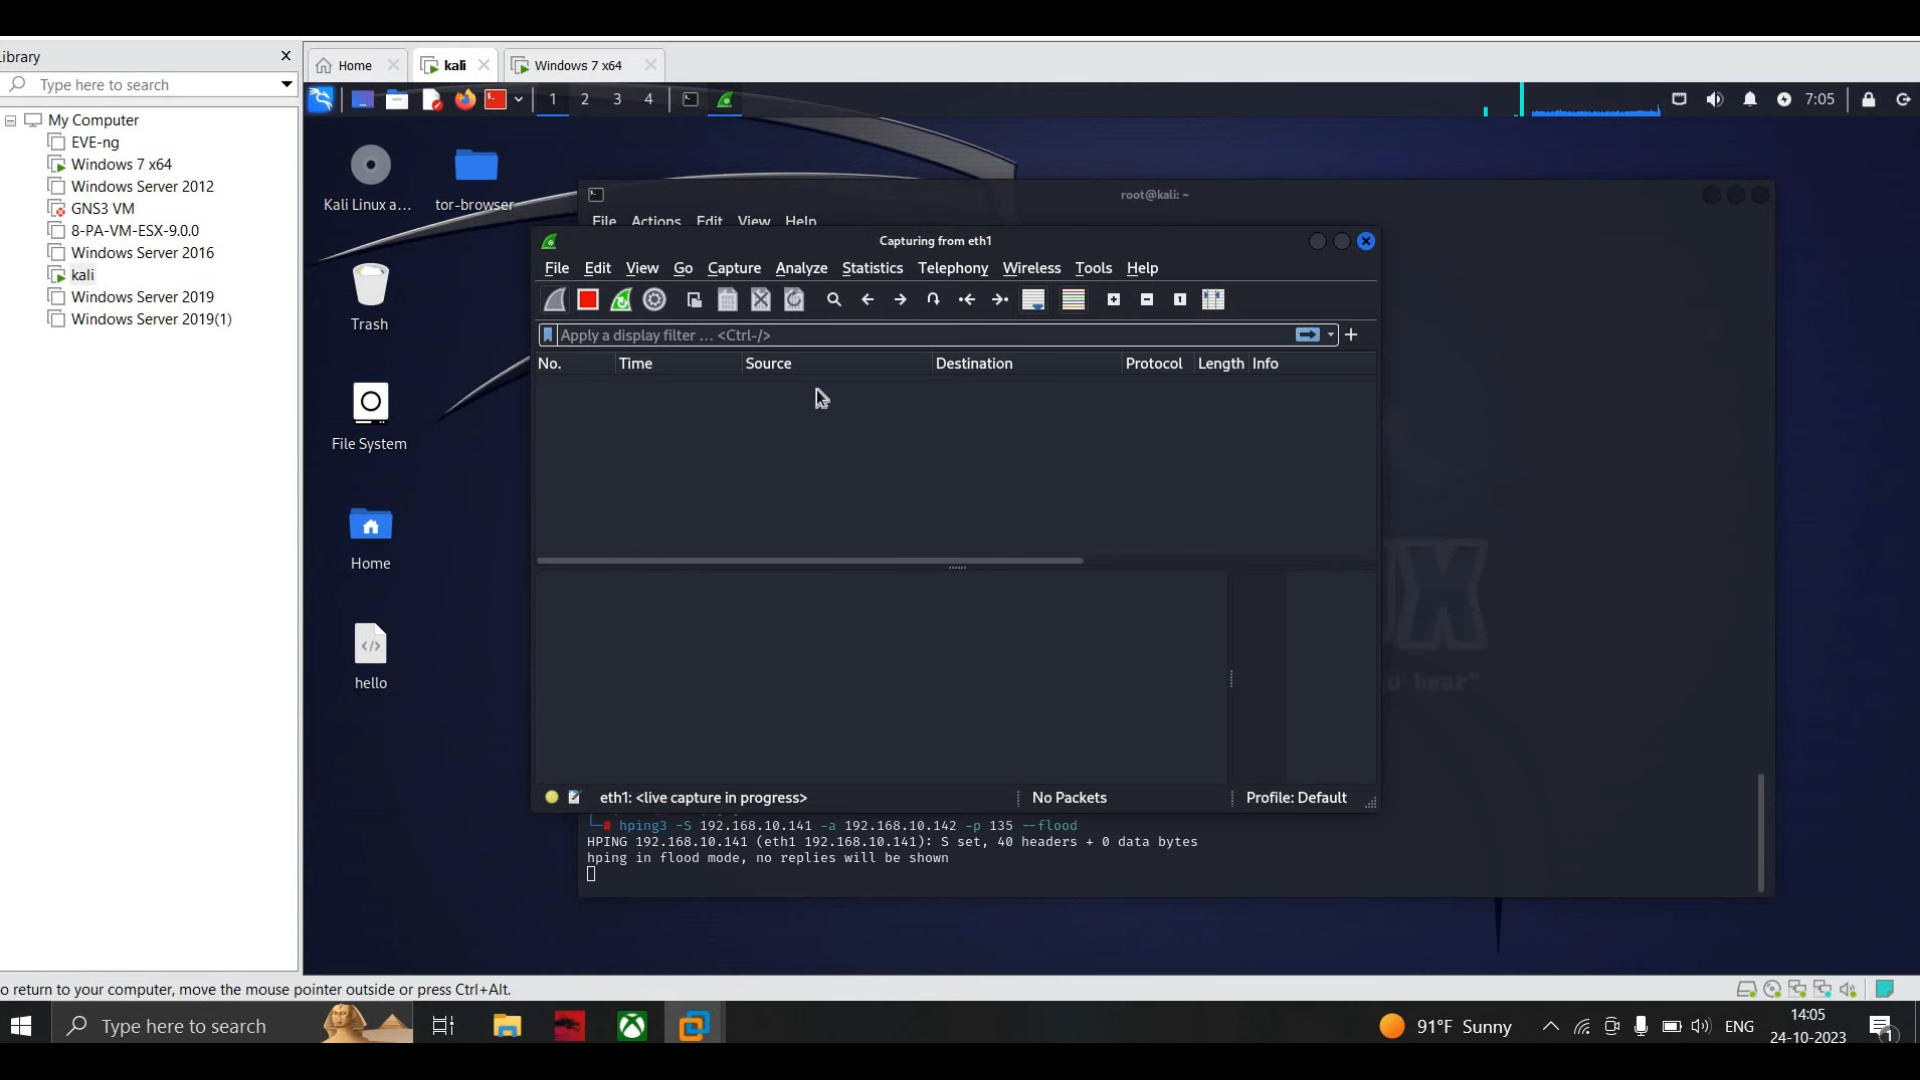 Library
Type here to search
My Computer
EVE-ng
Windows 7 x64
Windows Server 2012
GNS3 VM
8-PA-VM-ESX-9.0.0
Windows Server 2016
kali
Windows Server 2019
Windows Server 2019(1)
Home
kali
Windows 7 x64
1 2 3 4
7:05
Kali Linux a...
tor-browser
Trash
File System
Home
hello
root@kali: ~
File Actions Edit View Help
Capturing from eth1
File Edit View Go Capture Analyze Statistics Telephony Wireless Tools Help
Apply a display filter ... <Ctrl-/>
No. Time Source Destination Protocol Length Info
eth1: <live capture in progress> No Packets Profile: Default
# hping3 -S 192.168.10.141 -a 192.168.10.142 -p 135 --flood
HPING 192.168.10.141 (eth1 192.168.10.141): S set, 40 headers + 0 data bytes
hping in flood mode, no replies will be shown
o return to your computer, move the mouse pointer outside or press Ctrl+Alt.
Type here to search
91°F Sunny
ENG
14:05
24-10-2023
1